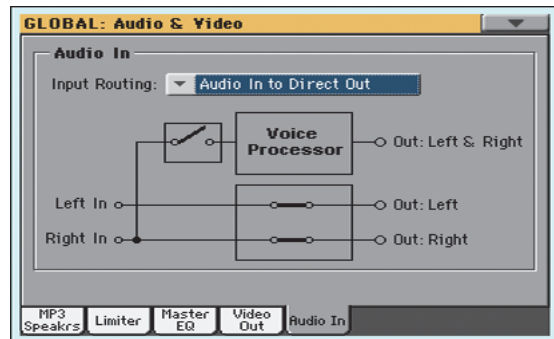 GLOBAL: Audio & Video
Audio In
Input Routing: Audio In to Direct Out
Voice
Processor
Out: Left & Right
Left In
Out: Left
Right In
Out: Right
MP3
Speakrs
Limiter
Master
EQ
Video
Out
Audio In